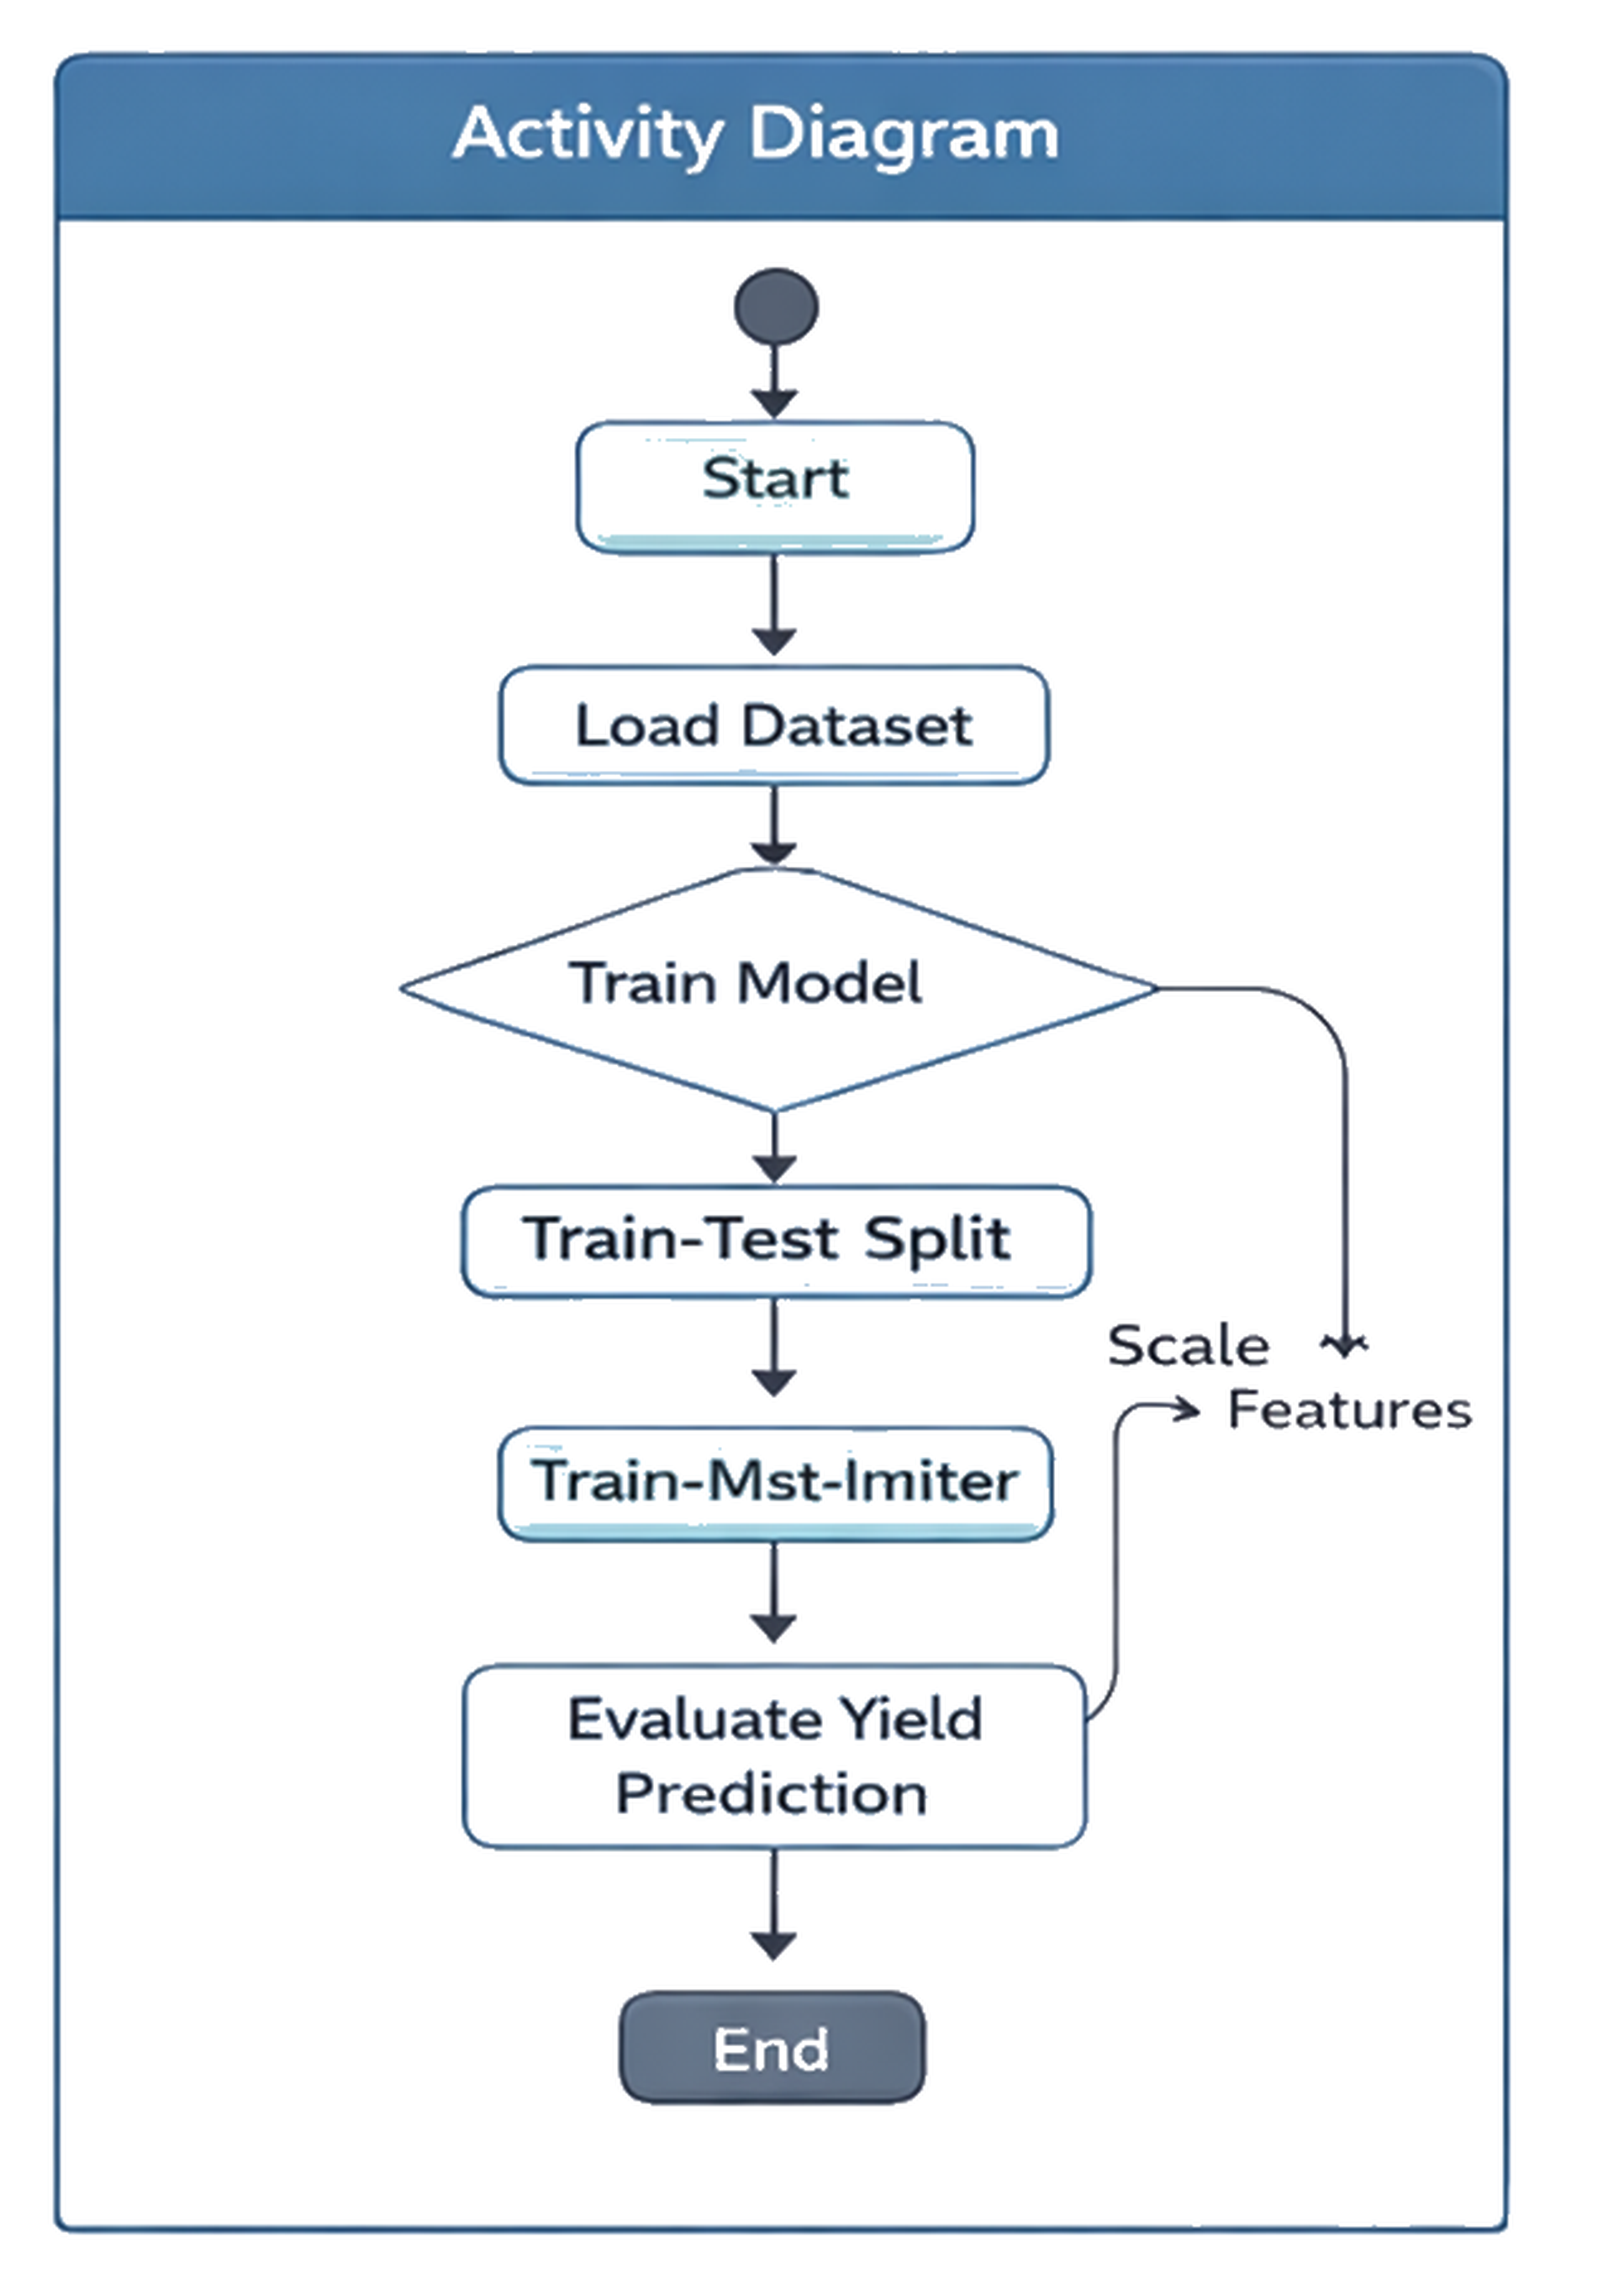 Activity Diagram
Start
Load Dataset
Train Model
Train-Test Split
Scale
Features
Train-Mst-Imiter
Evaluate Yield
Prediction
End